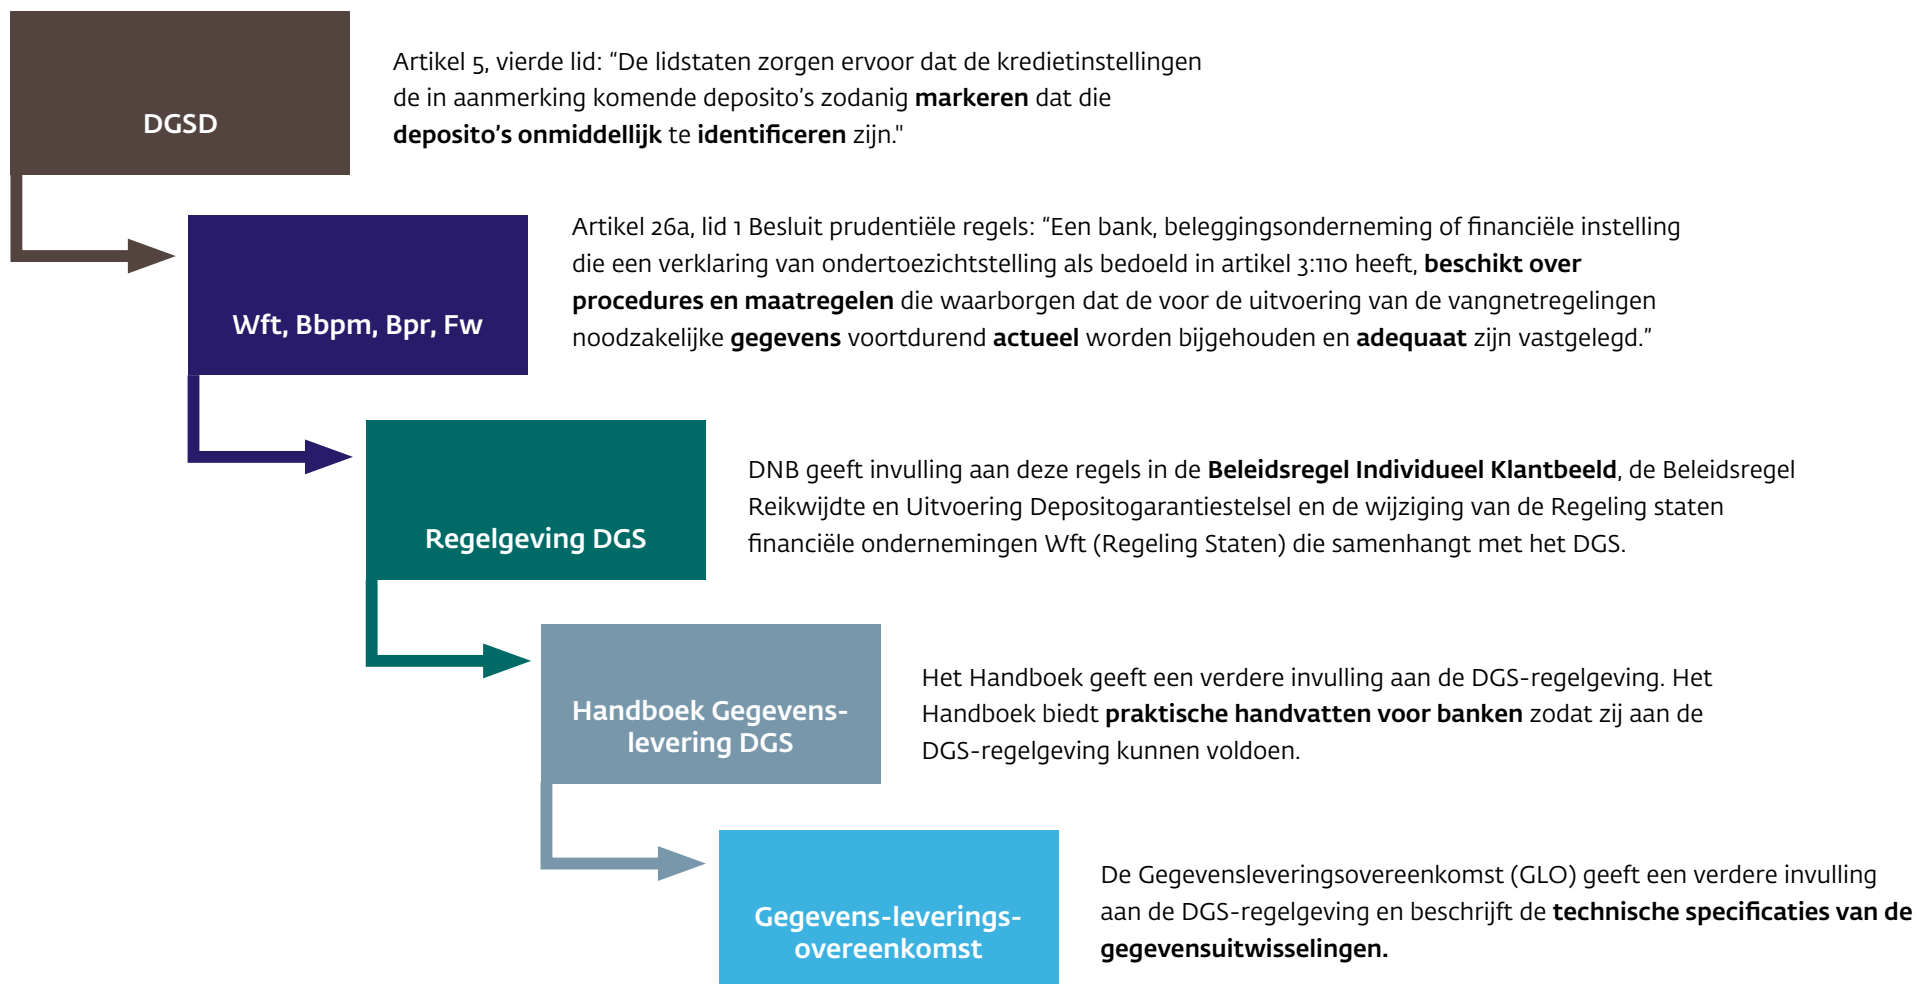 DGSD
Artikel 5, vierde lid: “De lidstaten zorgen ervoor dat de kredietinstellingen
de in aanmerking komende deposito’s zodanig markeren dat die
deposito’s onmiddellijk te identificeren zijn."
Wft, Bbpm, Bpr, Fw
Artikel 26a, lid 1 Besluit prudentiële regels: “Een bank, beleggingsonderneming of financiële instelling
die een verklaring van ondertoezichtstelling als bedoeld in artikel 3:110 heeft, beschikt over
procedures en maatregelen die waarborgen dat de voor de uitvoering van de vangnetregelingen
noodzakelijke gegevens voortdurend actueel worden bijgehouden en adequaat zijn vastgelegd.”
Regelgeving DGS
DNB geeft invulling aan deze regels in de Beleidsregel Individueel Klantbeeld, de Beleidsregel
Reikwijdte en Uitvoering Depositogarantiestelsel en de wijziging van de Regeling staten
financiële ondernemingen Wft (Regeling Staten) die samenhangt met het DGS.
Handboek Gegevens-
levering DGS
Het Handboek geeft een verdere invulling aan de DGS-regelgeving. Het
Handboek biedt praktische handvatten voor banken zodat zij aan de
DGS-regelgeving kunnen voldoen.
Gegevens-leverings-
overeenkomst
De Gegevensleveringsovereenkomst (GLO) geeft een verdere invulling
aan de DGS-regelgeving en beschrijft de technische specificaties van de
gegevensuitwisselingen.